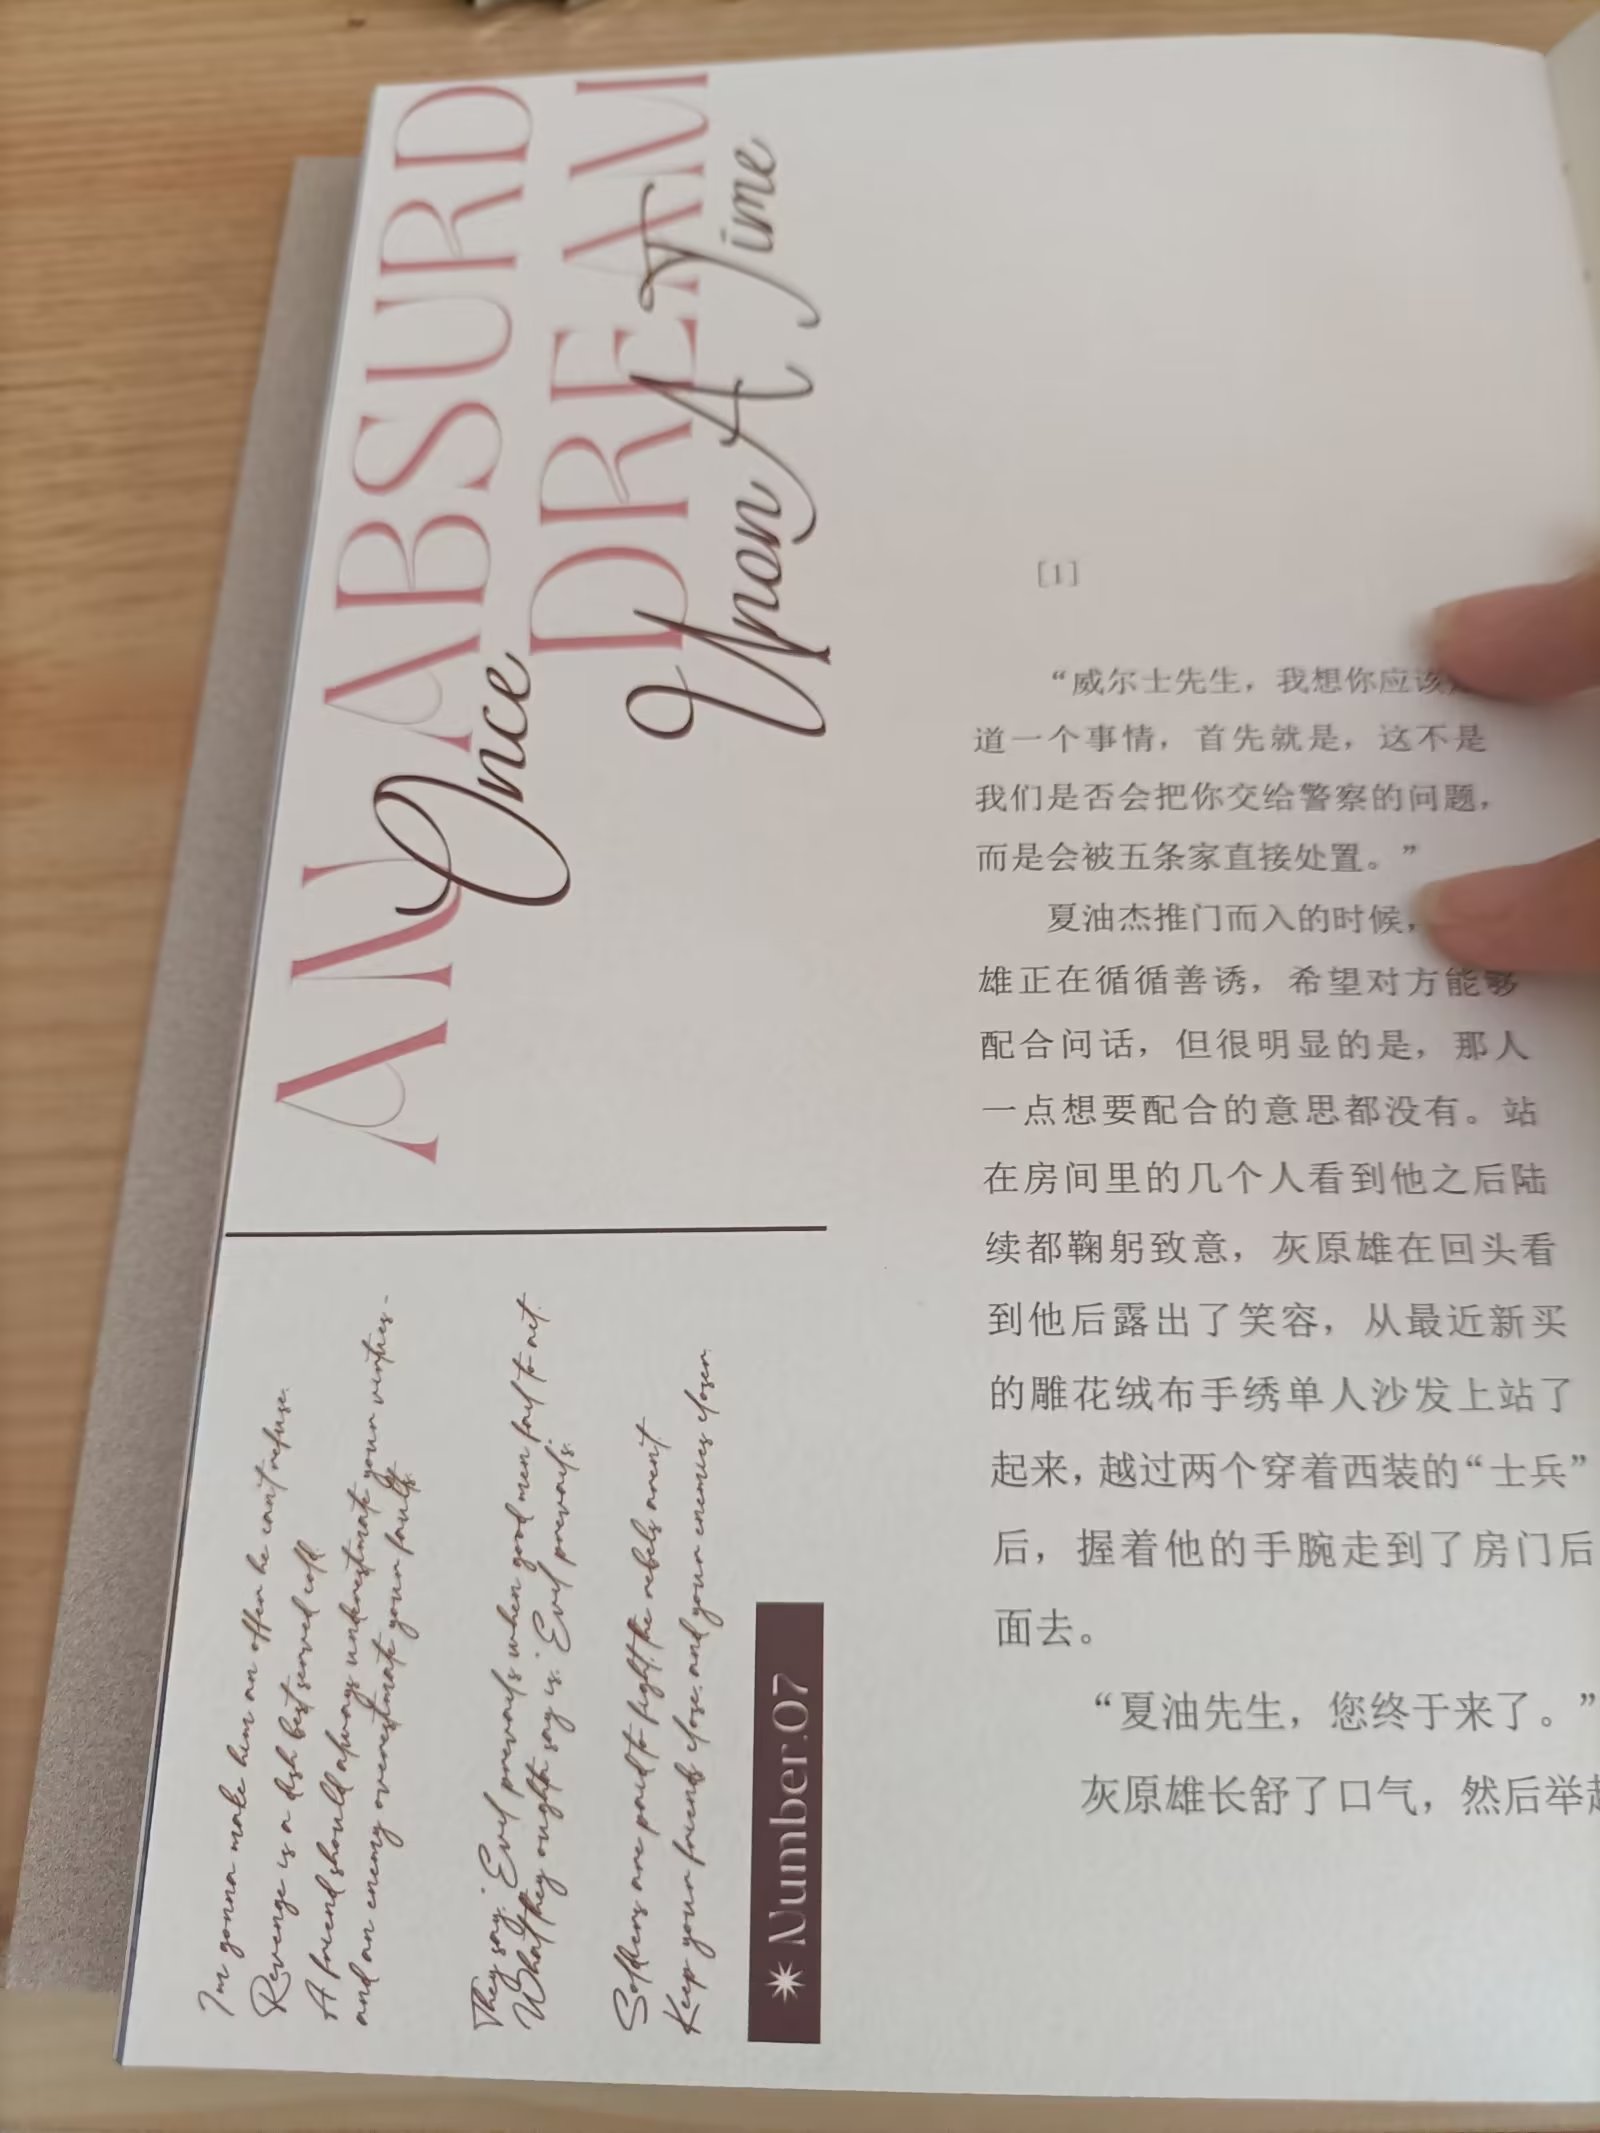 AN ABSURD
DREAM
Once
Upon A Time
I'm gonna make him an offer he can't refuse.
Revenge is a dish best served cold.
A friend should always underestimate your virtues-
and an enemy overestimate your faults.
They say: "Evil prevails when good men fail to act."
What they ought to say is: Evil prevails.
Soldiers are paid to fight, the rebels aren't.
Keep your friends close, and your enemies closer.
Number.07
[1]
“威尔士先生，我想你应该
道一个事情，首先就是，这不是
我们是否会把你交给警察的问题，
而是会被五条家直接处置。”
夏油杰推门而入的时候，
雄正在循循善诱，希望对方能够
配合问话，但很明显的是，那人
一点想要配合的意思都没有。站
在房间里的几个人看到他之后陆
续都鞠躬致意，灰原雄在回头看
到他后露出了笑容，从最近新买
的雕花绒布手绣单人沙发上站了
起来，越过两个穿着西装的“士兵”
后，握着他的手腕走到了房门后
面去。
“夏油先生，您终于来了。”
灰原雄长舒了口气，然后举